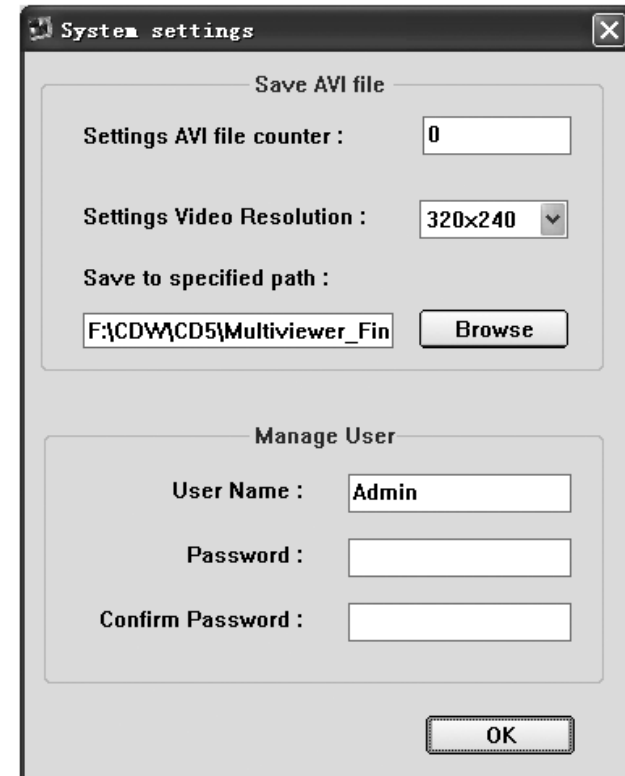 System settings
Save AVI file
Settings AVI file counter : 0
Settings Video Resolution : 320x240
Save to specified path :
F:\CDW\CD5\Multiviewer_Fin Browse
Manage User
User Name : Admin
Password :
Confirm Password :
OK